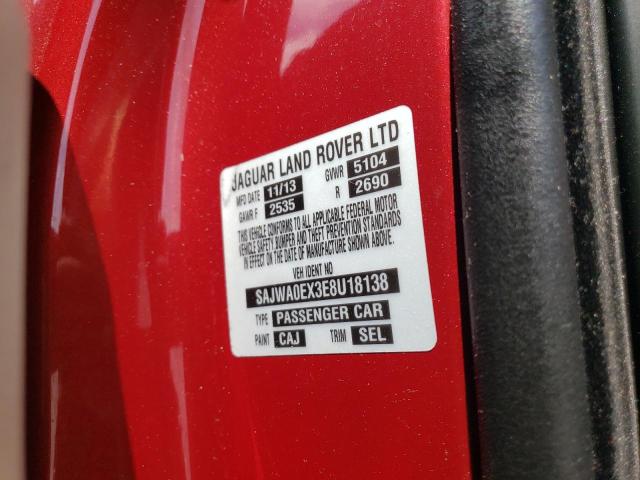 JAGUAR LAND ROVER LTD
MFD DATE 11/13 GVWR 5104
GAWR F 2535 R 2690
THIS VEHICLE CONFORMS TO ALL APPLICABLE FEDERAL MOTOR
VEHICLE SAFETY, BUMPER AND THEFT PREVENTION STANDARDS
IN EFFECT ON THE DATE OF MANUFACTURE SHOWN ABOVE.
VEH IDENT NO
SAJWA0EX3E8U18138
TYPE PASSENGER CAR
PAINT CAJ TRIM SEL